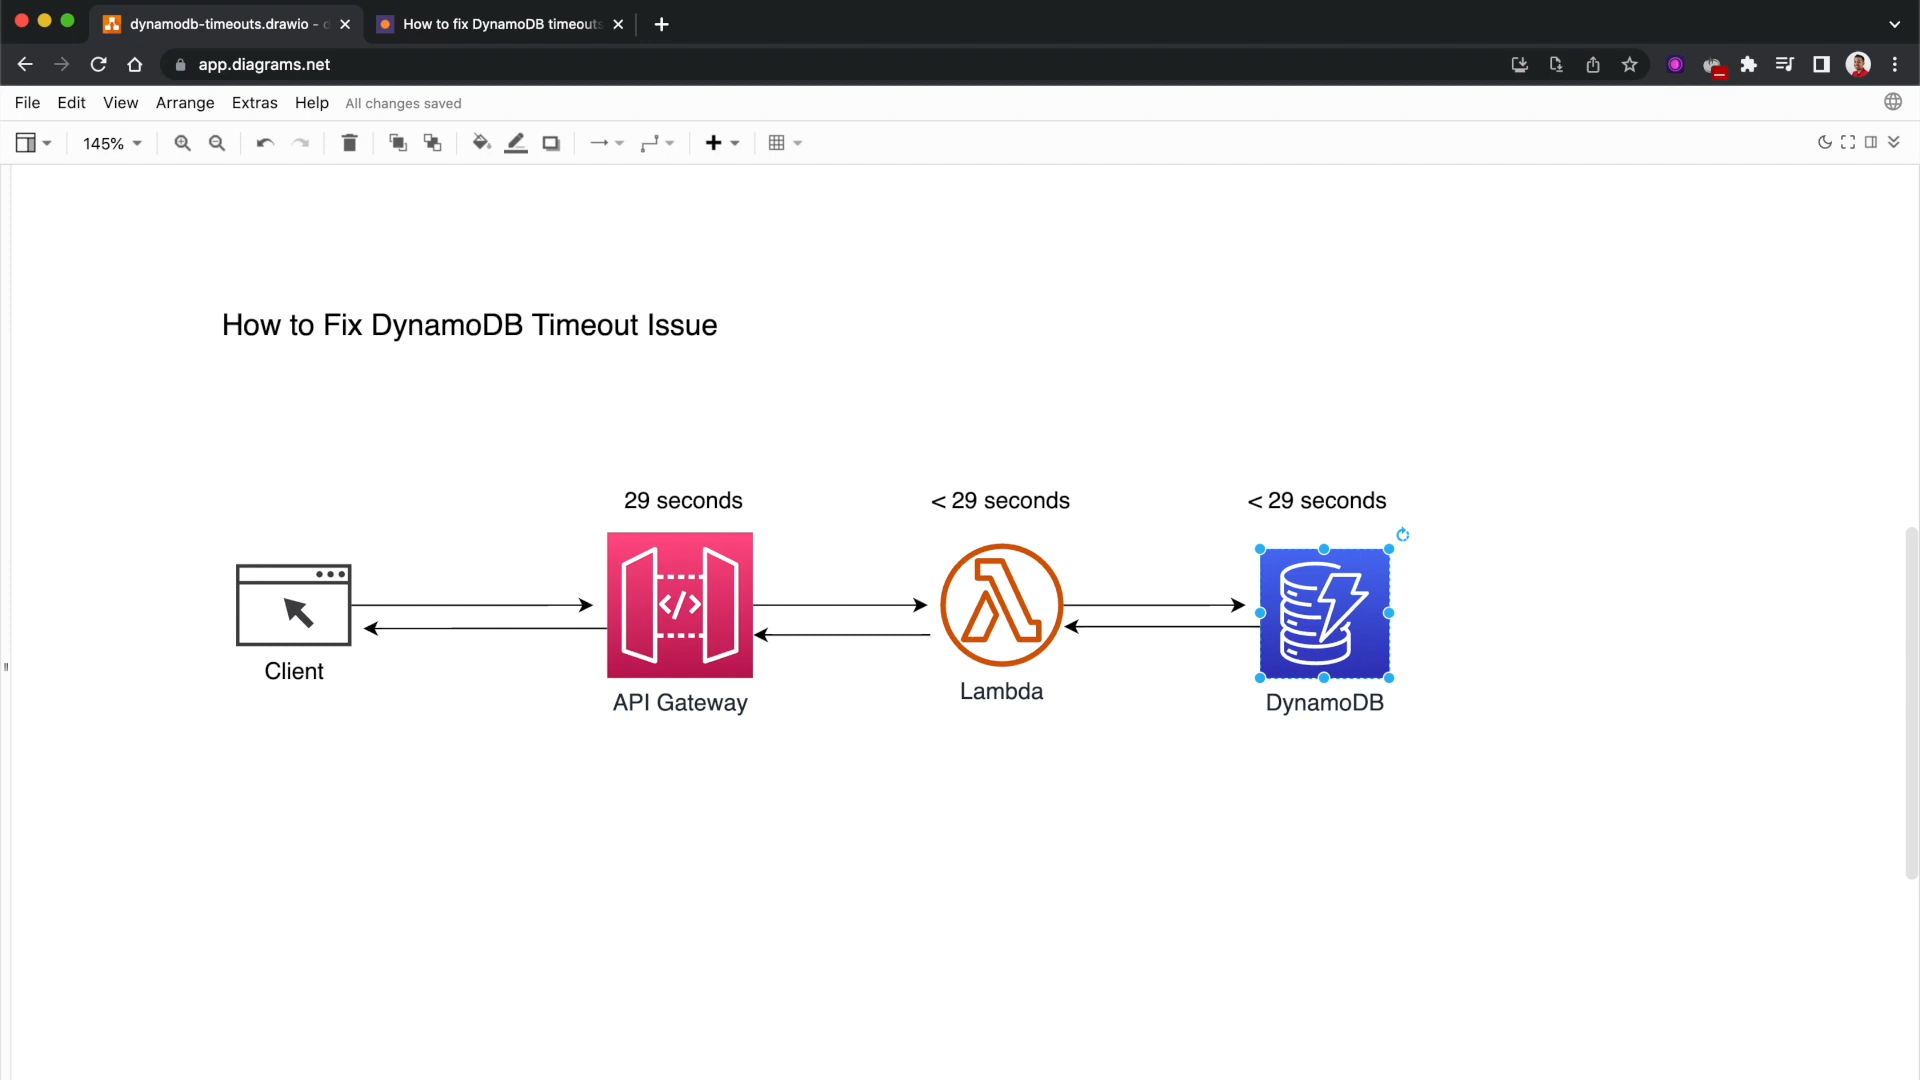 dynamodb-timeouts.drawio -
How to fix DynamoDB timeouts
app.diagrams.net
File Edit View Arrange Extras Help All changes saved
145%
How to Fix DynamoDB Timeout Issue
29 seconds
< 29 seconds
< 29 seconds
</>
Client
API Gateway
Lambda
DynamoDB